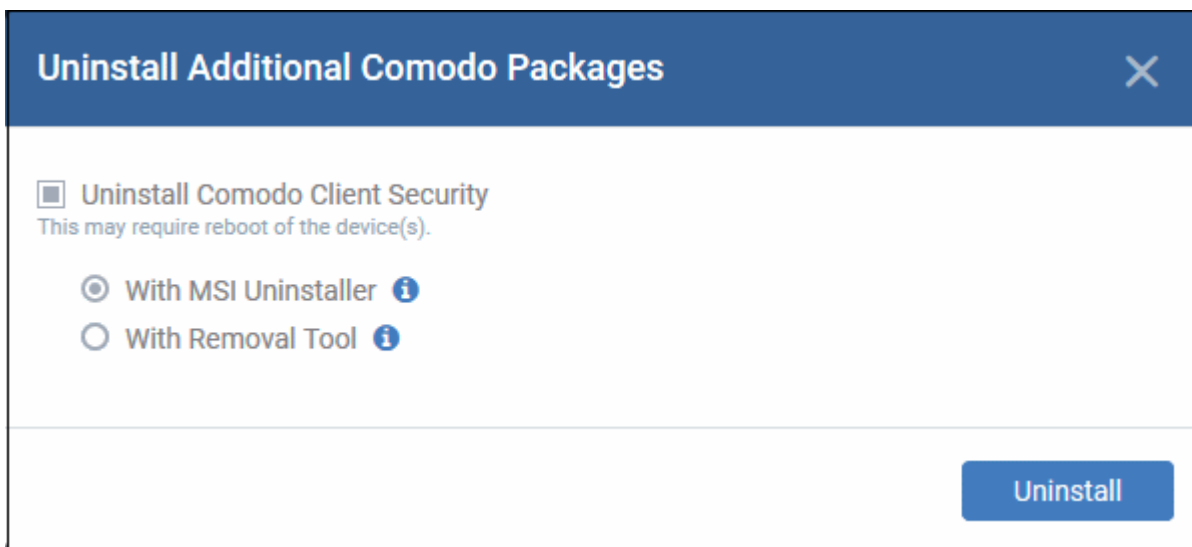 Uninstall Additional Comodo Packages
Uninstall Comodo Client Security
This may require reboot of the device(s).
With MSI Uninstaller
With Removal Tool
Uninstall